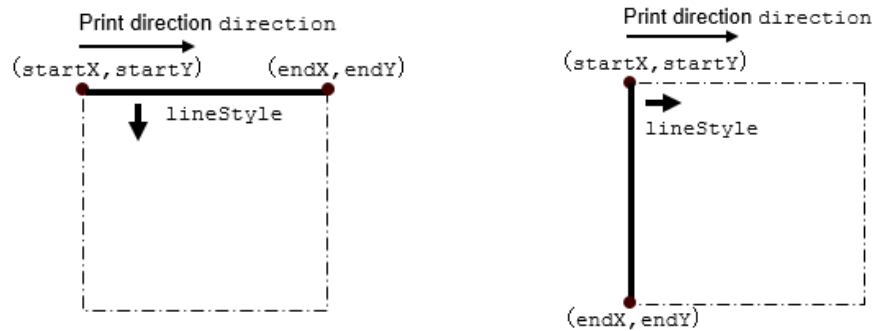 Print direction direction
(startX,startY)
(endX,endY)
lineStyle
Print direction direction
(startX,startY)
lineStyle
(endX,endY)